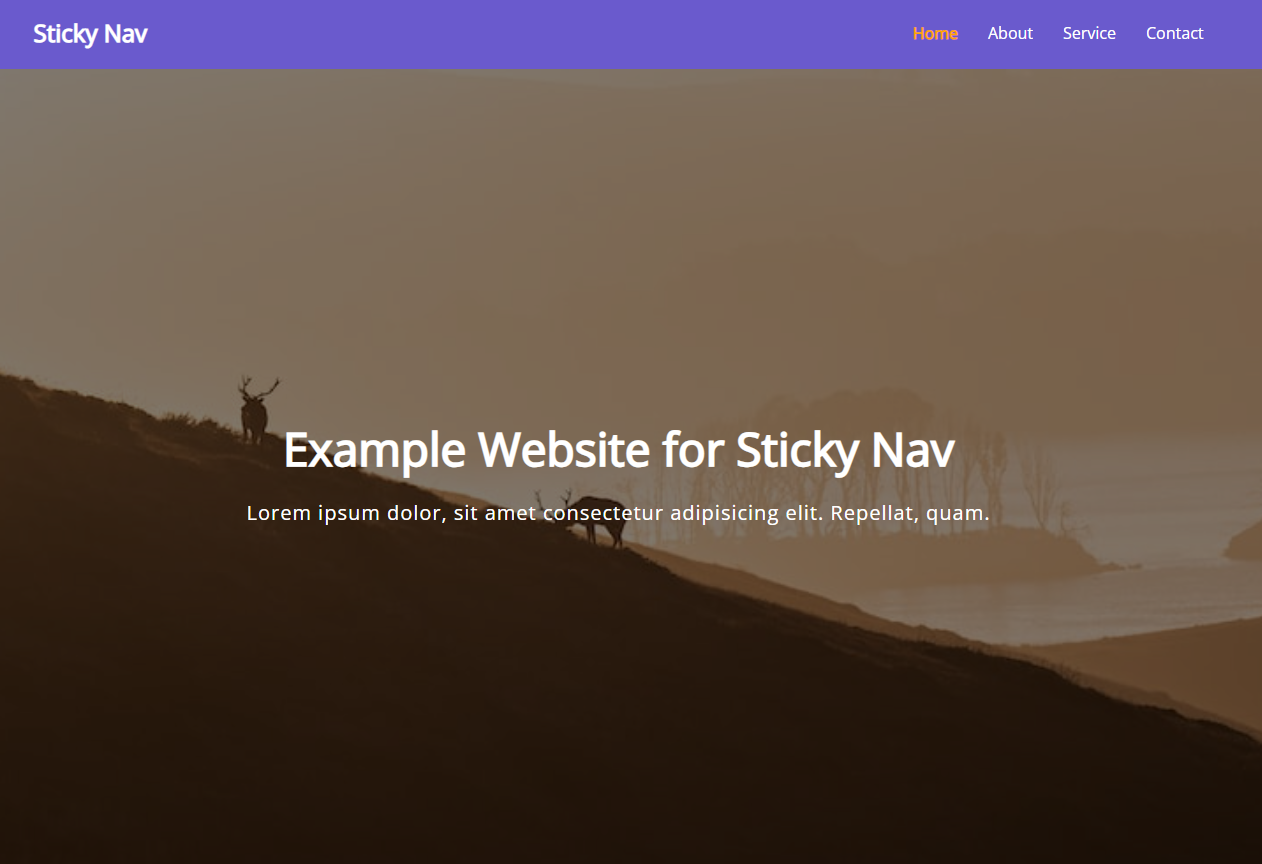 Sticky Nav
Home About Service Contact
Example Website for Sticky Nav
Lorem ipsum dolor, sit amet consectetur adipisicing elit. Repellat, quam.